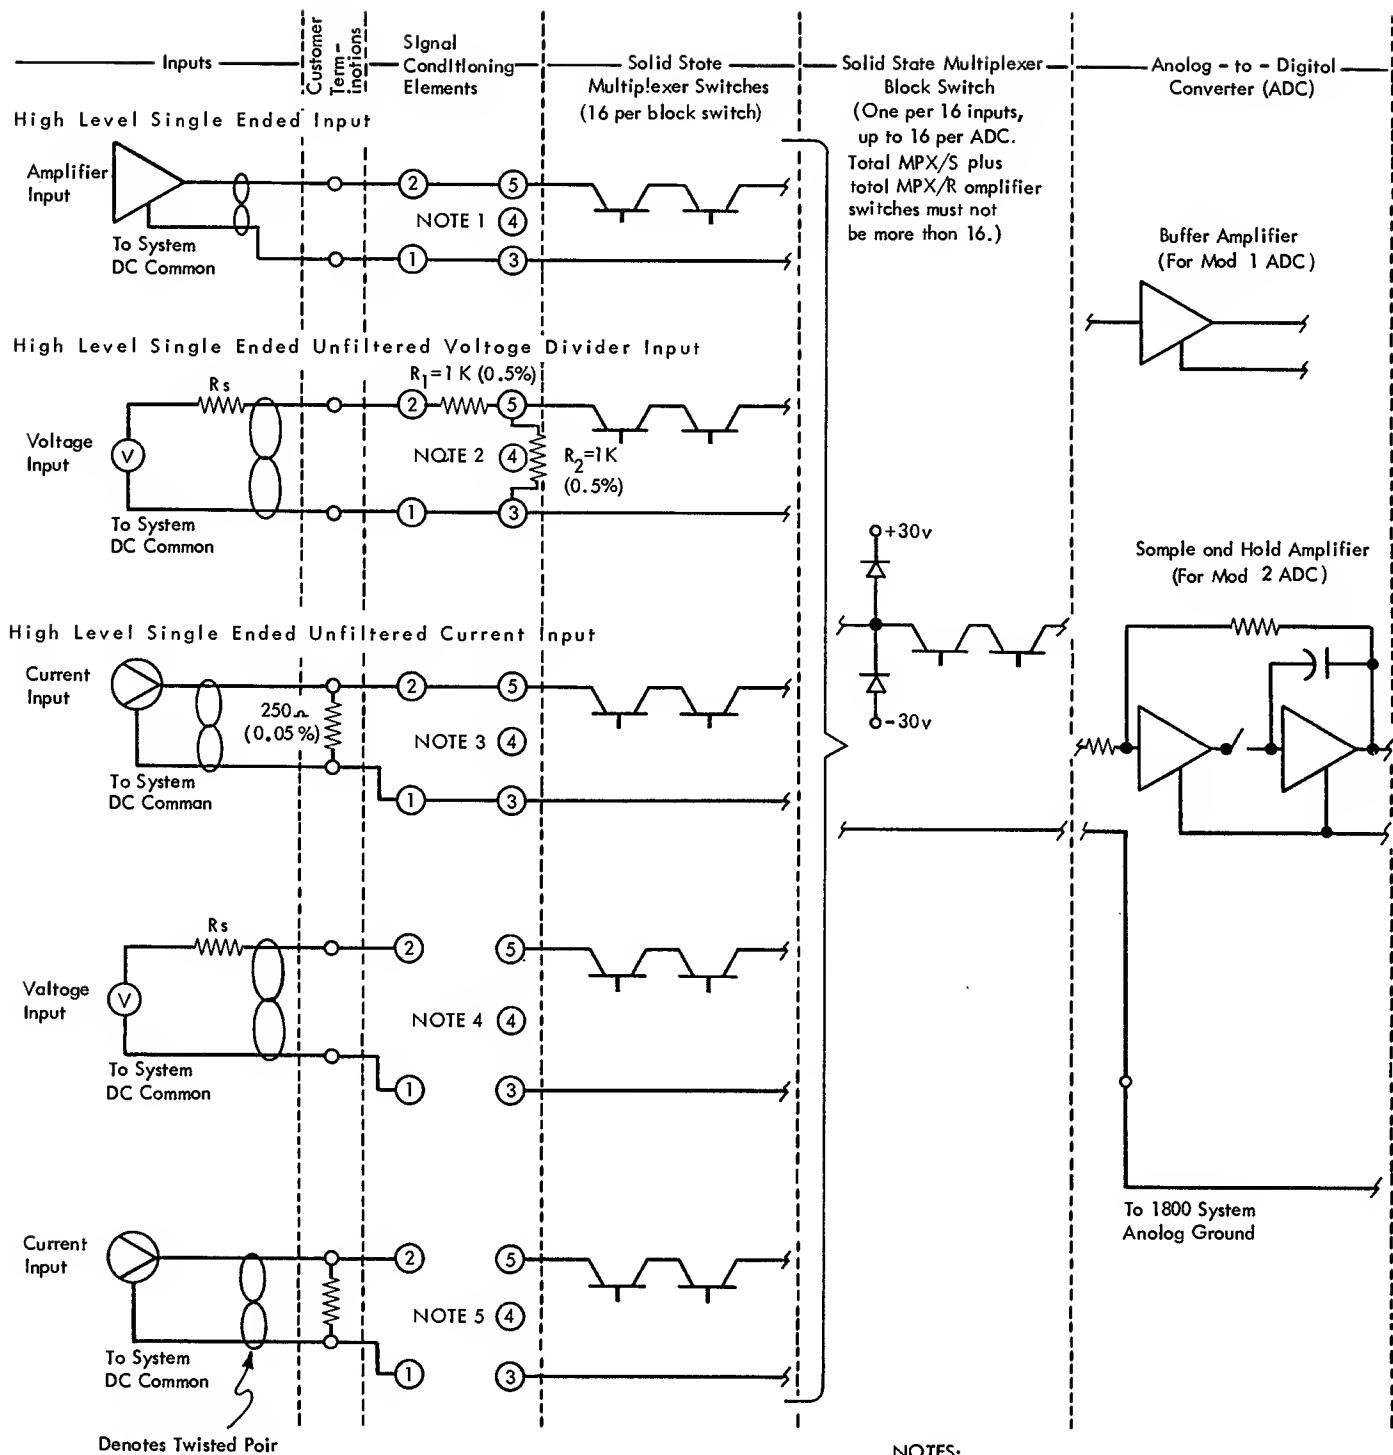 Inputs
Customer
Term-
inotions
Signal
Conditioning
Elements
Solid State
Multiplexer Switches
(16 per block switch)
Solid State Multiplexer
Block Switch
(One per 16 inputs,
up to 16 per ADC.
Total MPX/S plus
totol MPX/R omplifier
switches must not
be more thon 16.)
Anolog - to - Digitol
Converter (ADC)
High Level Single Ended Input
Amplifier
Input
To System
DC Common
2
5
NOTE 1
4
1
3
Buffer Amplifier
(For Mod 1 ADC)
High Level Single Ended Unfiltered Voltage Divider Input
Rs
R1=1K (0.5%)
2
5
Voltage
Input
V
NOTE 2
4
R2=1K
(0.5%)
1
3
To System
DC Common
+30v
-30v
Somple ond Hold Amplifier
(For Mod 2 ADC)
High Level Single Ended Unfiltered Current Input
Current
Input
250Ω
(0.05%)
2
5
NOTE 3
4
1
3
To System
DC Comman
Rs
2
5
Valtoge
Input
V
NOTE 4
4
1
3
To System
DC Common
Current
Input
2
5
NOTE 5
4
1
3
To System
DC Common
Denotes Twisted Poir
To 1800 System
Anolog Ground
NOTES: